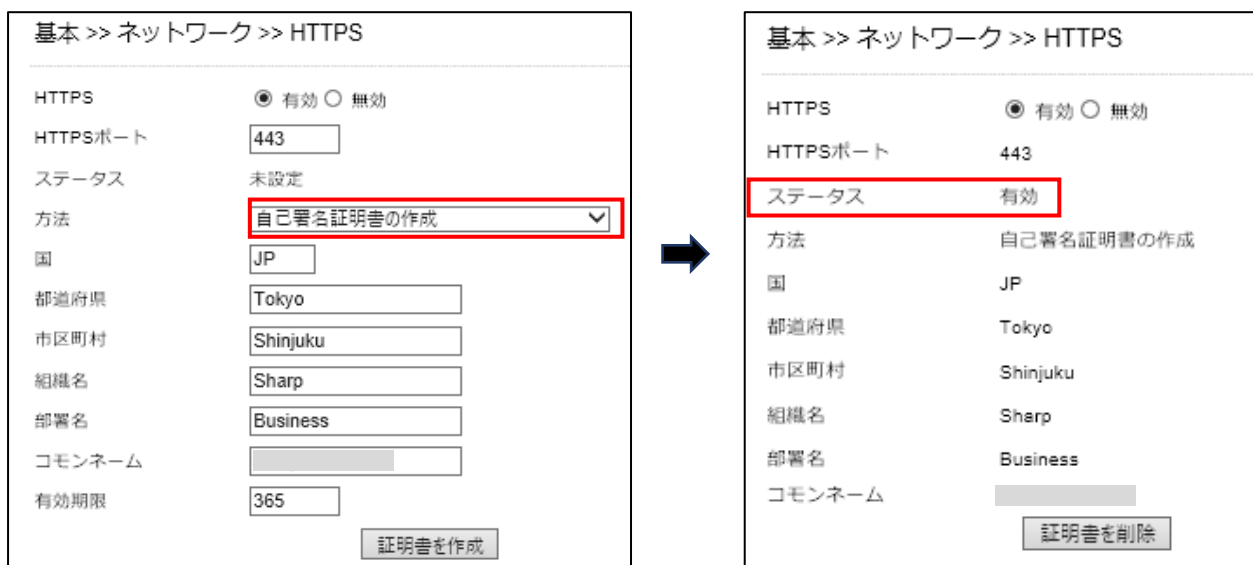 基本 >> ネットワーク >> HTTPS
HTTPS 有効 無効
HTTPSポート 443
ステータス 未設定
方法 自己署名証明書の作成
国 JP
都道府県 Tokyo
市区町村 Shinjuku
組織名 Sharp
部署名 Business
コモンネーム
有効期限 365
証明書を作成
基本 >> ネットワーク >> HTTPS
HTTPS 有効 無効
HTTPSポート 443
ステータス 有効
方法 自己署名証明書の作成
国 JP
都道府県 Tokyo
市区町村 Shinjuku
組織名 Sharp
部署名 Business
コモンネーム
証明書を削除